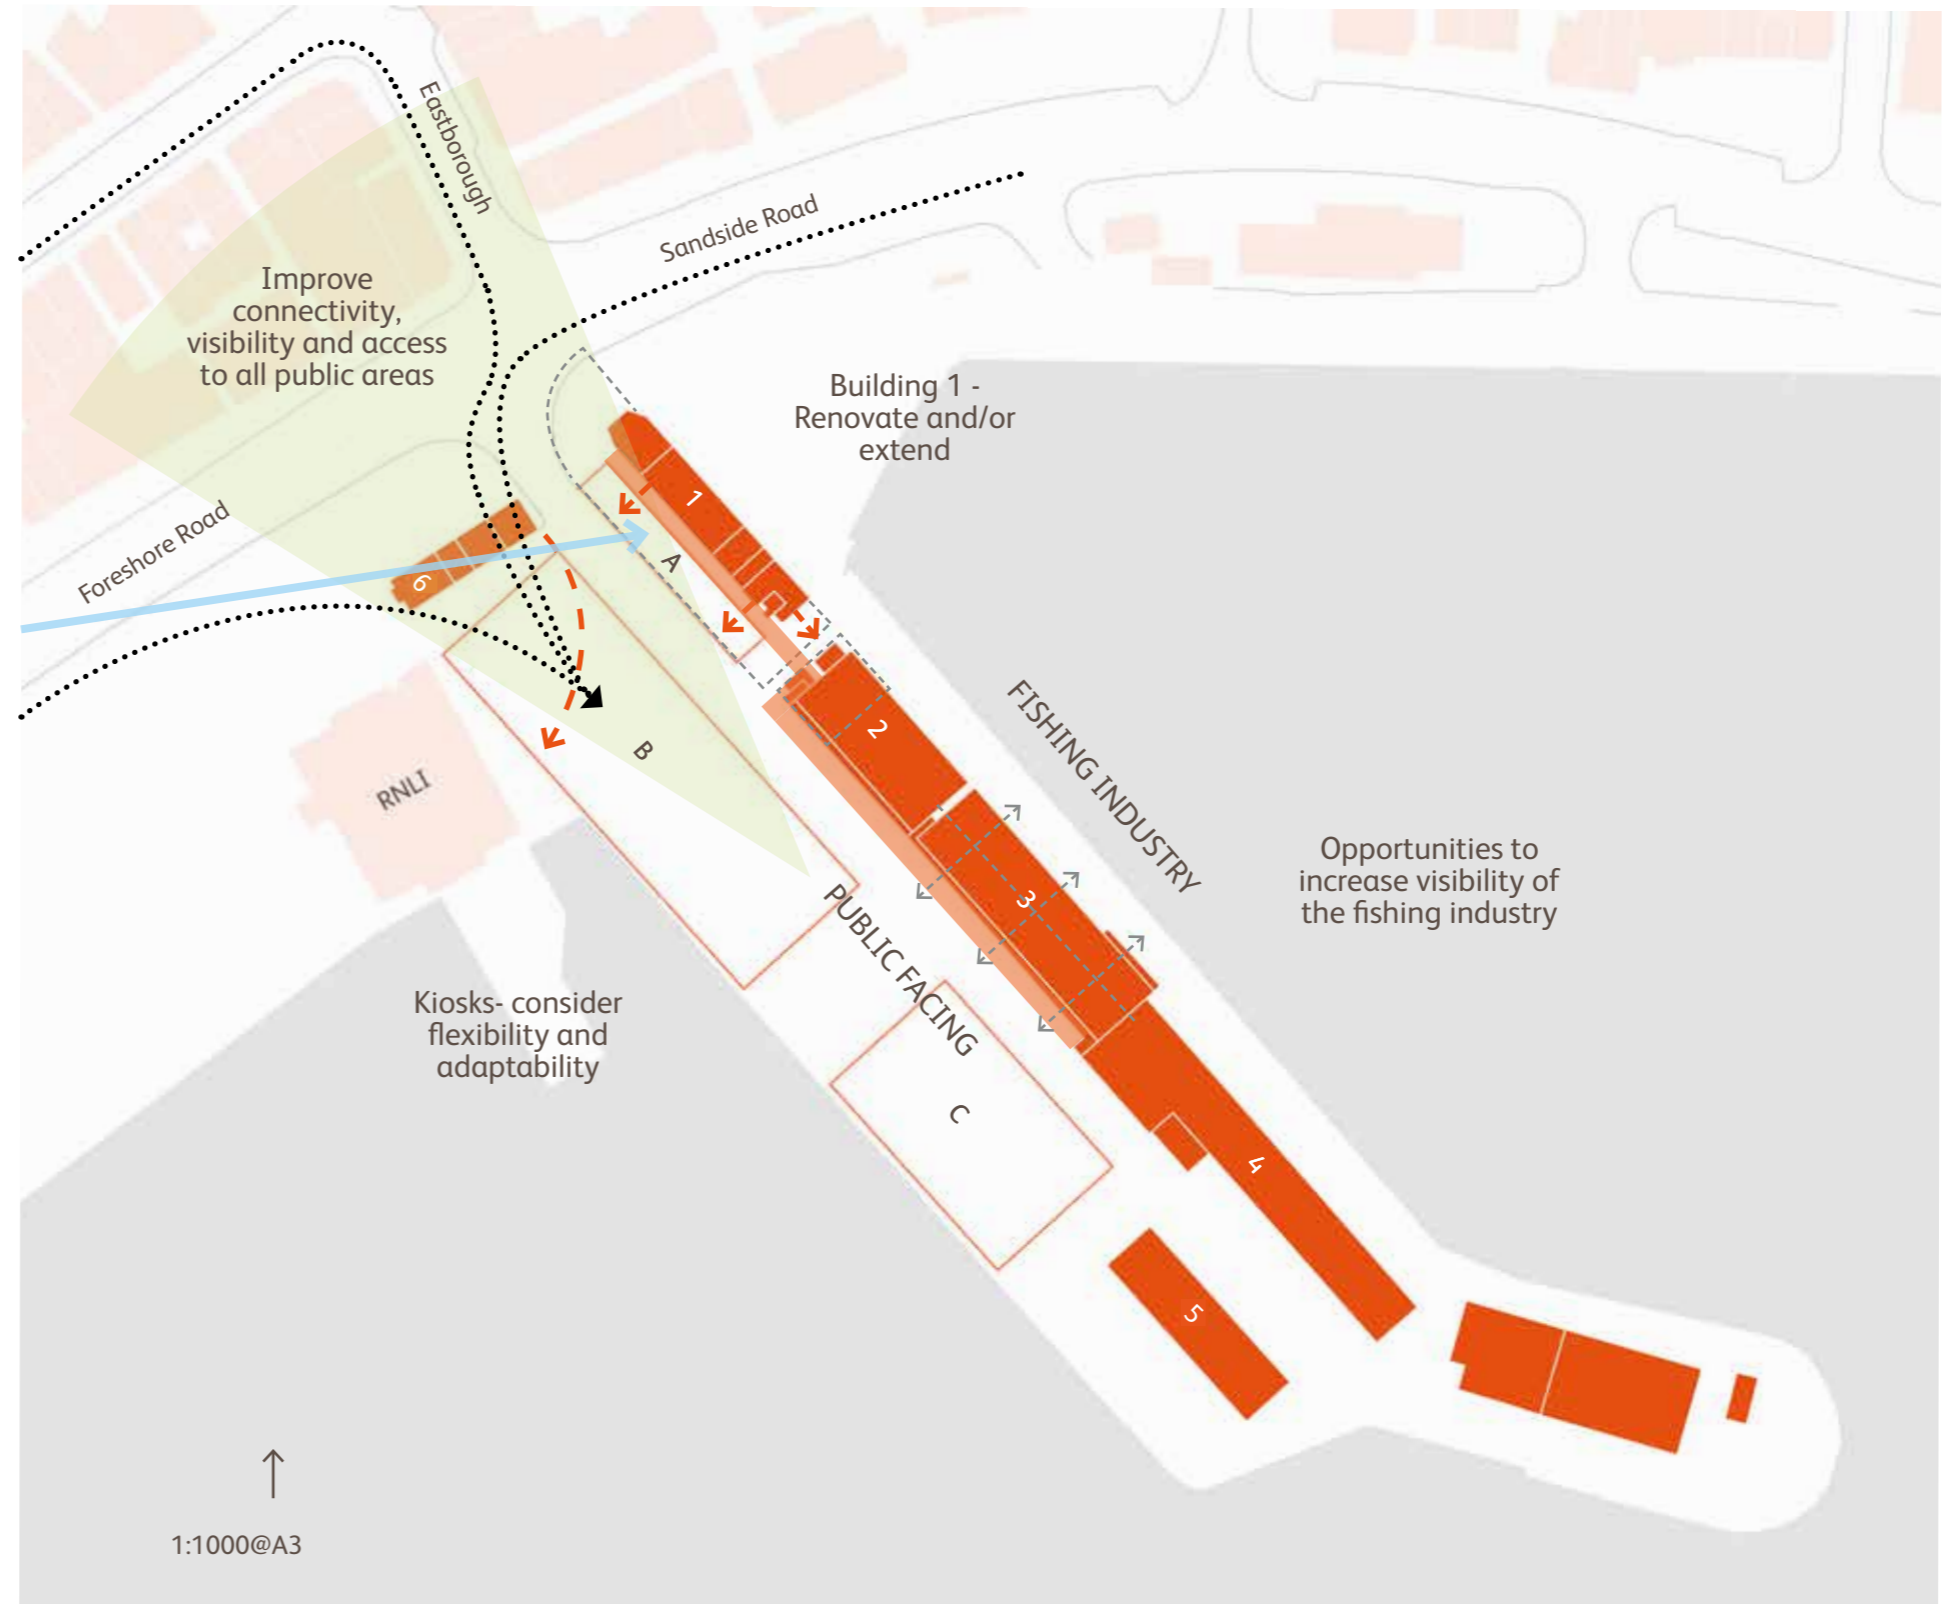 Eastborough
Sandside Road
Improve
connectivity,
visibility and access
to all public areas
Building 1 -
Renovate and/or
extend
Foreshore Road
1
6
A
2
FISHING INDUSTRY
B
RNLI
3
Opportunities to
increase visibility of
the fishing industry
PUBLIC FACING
Kiosks- consider
flexibility and
adaptability
C
4
5
1:1000@A3